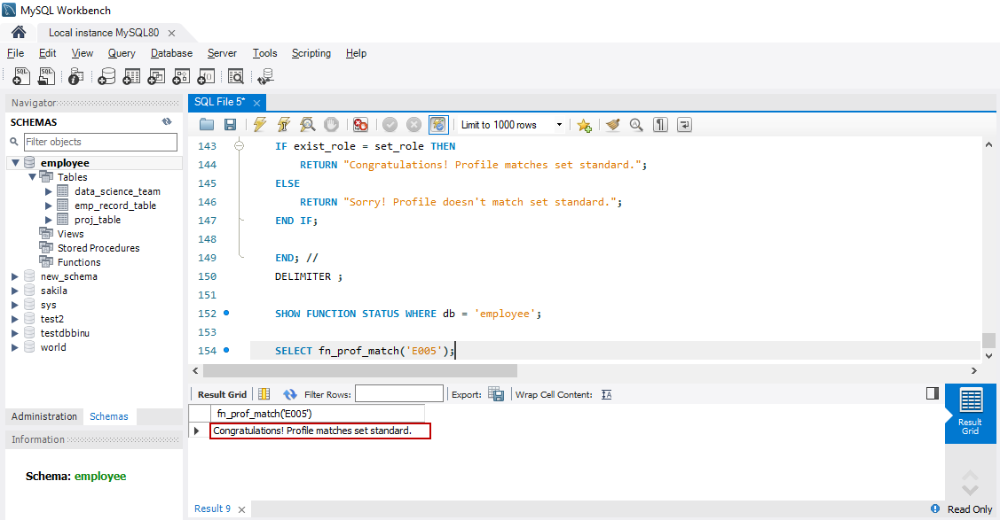 MySQL Workbench
Local instance MySQL80
File Edit View Query Database Server Tools Scripting Help
Navigator
SCHEMAS
Filter objects
employee
Tables
data_science_team
emp_record_table
proj_table
Views
Stored Procedures
Functions
new_schema
sakila
sys
test2
testdbbinu
world
Administration Schemas
Information
Schema: employee
SQL File 5*
Limit to 1000 rows
143 IF exist_role = set_role THEN
144 RETURN "Congratulations! Profile matches set standard.";
145 ELSE
146 RETURN "Sorry! Profile doesn't match set standard.";
147 END IF;
148
149 END; //
150 DELIMITER ;
151
152 SHOW FUNCTION STATUS WHERE db = 'employee';
153
154 SELECT fn_prof_match('E005');
Result Grid Filter Rows: Export: Wrap Cell Content:
fn_prof_match('E005')
Congratulations! Profile matches set standard.
Result
Grid
Result 9
Read Only